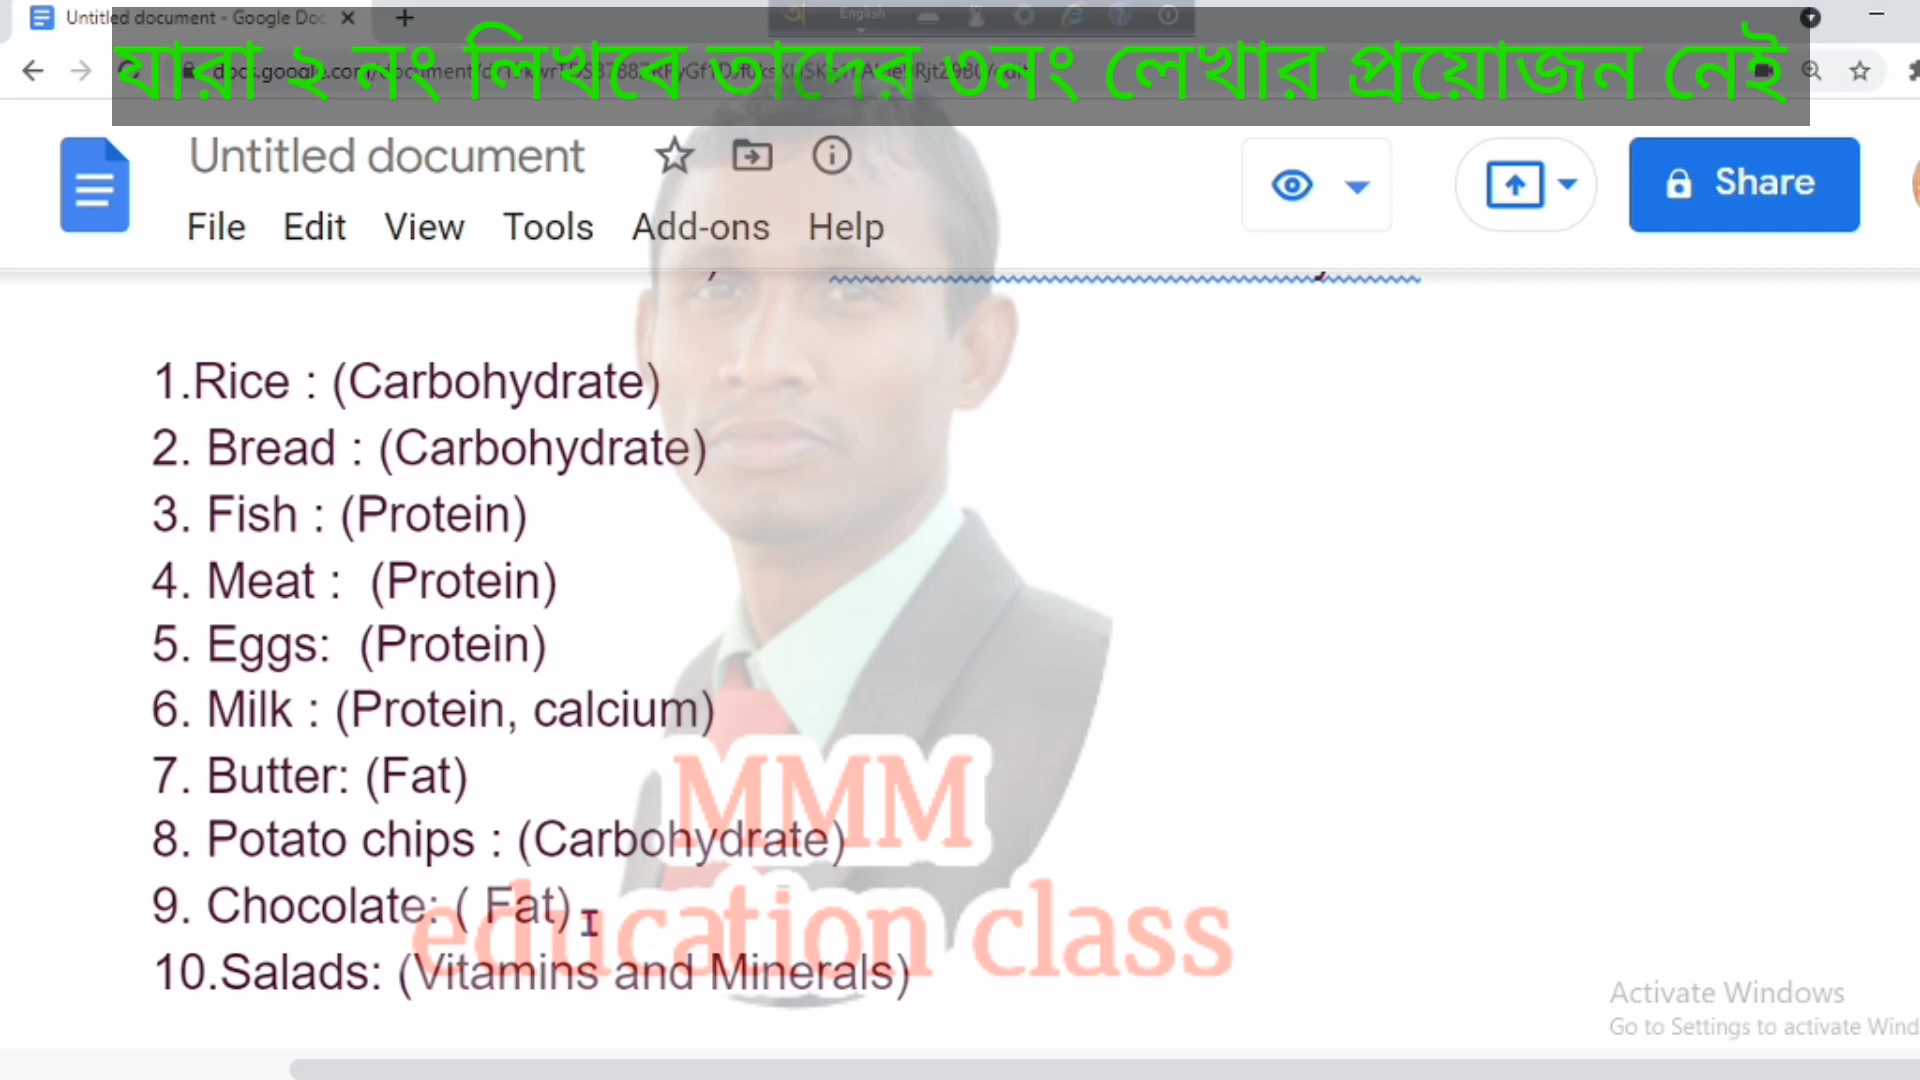 Untitled document - Google Doc
English
যারা ২ নং লিখবে তাদের ৩নং লেখার প্রয়োজন নেই
Untitled document
Share
File Edit View Tools Add-ons Help
1.Rice : (Carbohydrate)
2. Bread : (Carbohydrate)
3. Fish : (Protein)
4. Meat : (Protein)
5. Eggs: (Protein)
6. Milk : (Protein, calcium)
7. Butter: (Fat)
8. Potato chips : (Carbohydrate)
9. Chocolate: ( Fat)
10.Salads: (Vitamins and Minerals)
MMM
education class
Activate Windows
Go to Settings to activate Wind